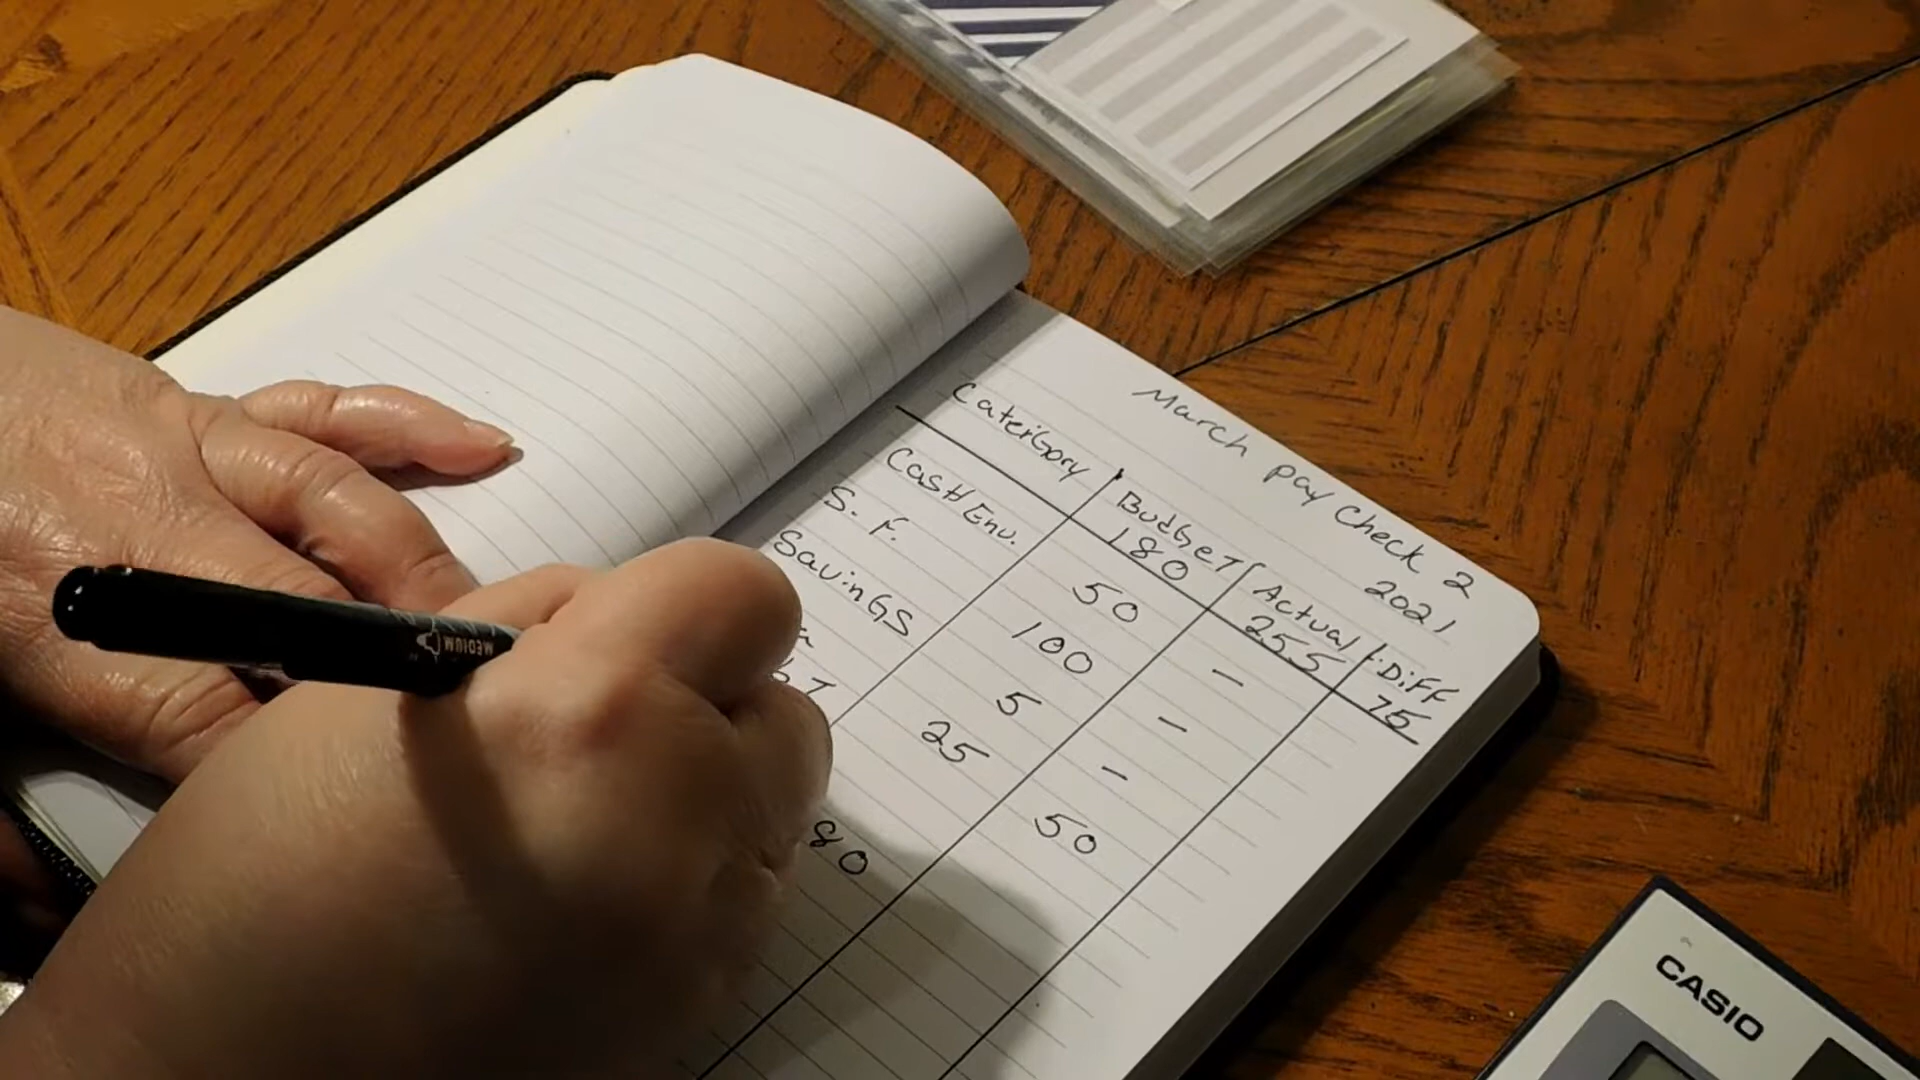 March pay Check 2
2021
Caterigory Budget Actual Diff
180 255 75
Cash Env. 50 -
S. F. 100 -
Savings 5 -
25 50
80
MEDIUM
CASIO